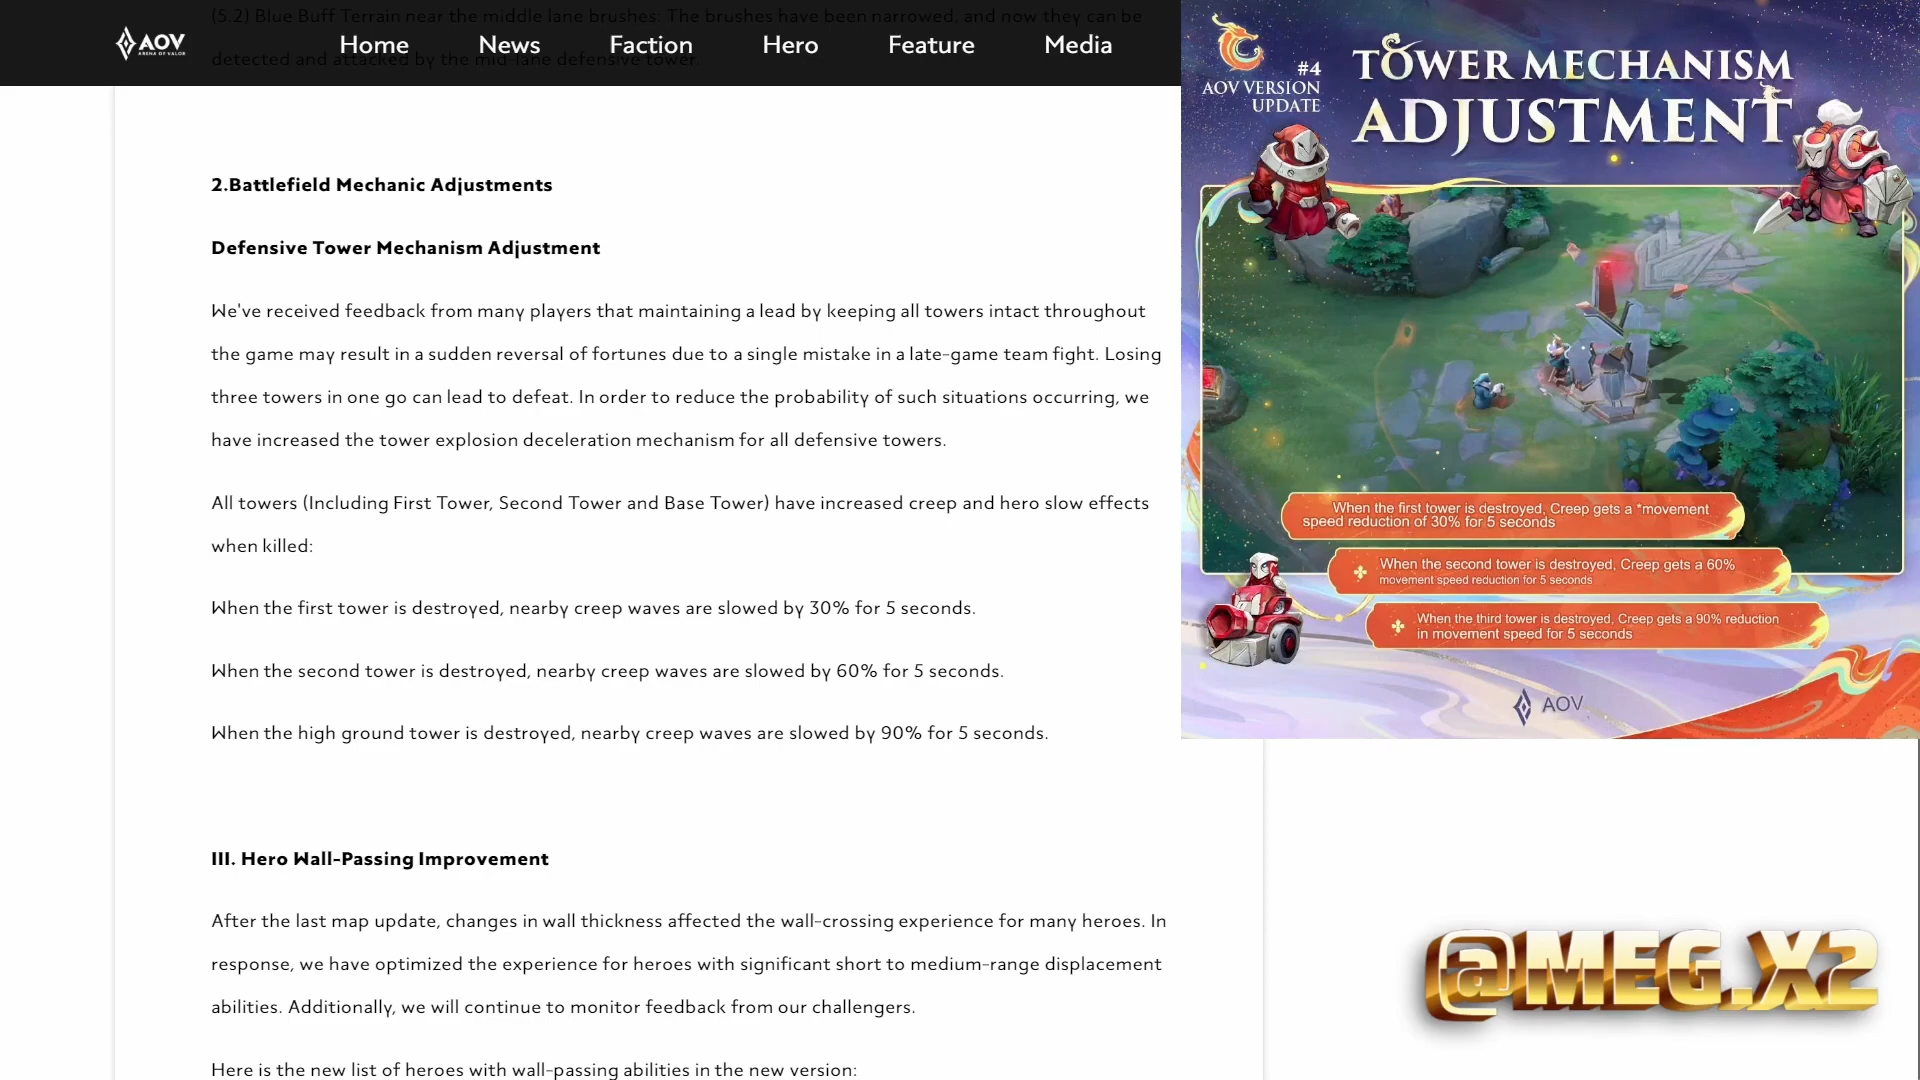 (5.2) Blue Buff Terrain near the middle lane brushes: The brushes have been narrowed, and now they can be
detected and attacked by the mid-lane defensive tower.
AOV
ARENA OF VALOR
Home News Faction Hero Feature Media
2.Battlefield Mechanic Adjustments
Defensive Tower Mechanism Adjustment
We've received feedback from many players that maintaining a lead by keeping all towers intact throughout
the game may result in a sudden reversal of fortunes due to a single mistake in a late-game team fight. Losing
three towers in one go can lead to defeat. In order to reduce the probability of such situations occurring, we
have increased the tower explosion deceleration mechanism for all defensive towers.
All towers (Including First Tower, Second Tower and Base Tower) have increased creep and hero slow effects
when killed:
When the first tower is destroyed, nearby creep waves are slowed by 30% for 5 seconds.
When the second tower is destroyed, nearby creep waves are slowed by 60% for 5 seconds.
When the high ground tower is destroyed, nearby creep waves are slowed by 90% for 5 seconds.
III. Hero Wall-Passing Improvement
After the last map update, changes in wall thickness affected the wall-crossing experience for many heroes. In
response, we have optimized the experience for heroes with significant short to medium-range displacement
abilities. Additionally, we will continue to monitor feedback from our challengers.
Here is the new list of heroes with wall-passing abilities in the new version:
#4
AOV VERSION
UPDATE
TOWER MECHANISM
ADJUSTMENT
When the first tower is destroyed, Creep gets a *movement
speed reduction of 30% for 5 seconds
When the second tower is destroyed, Creep gets a 60%
movement speed reduction for 5 seconds
When the third tower is destroyed, Creep gets a 90% reduction
in movement speed for 5 seconds
AOV
@MEG.X2